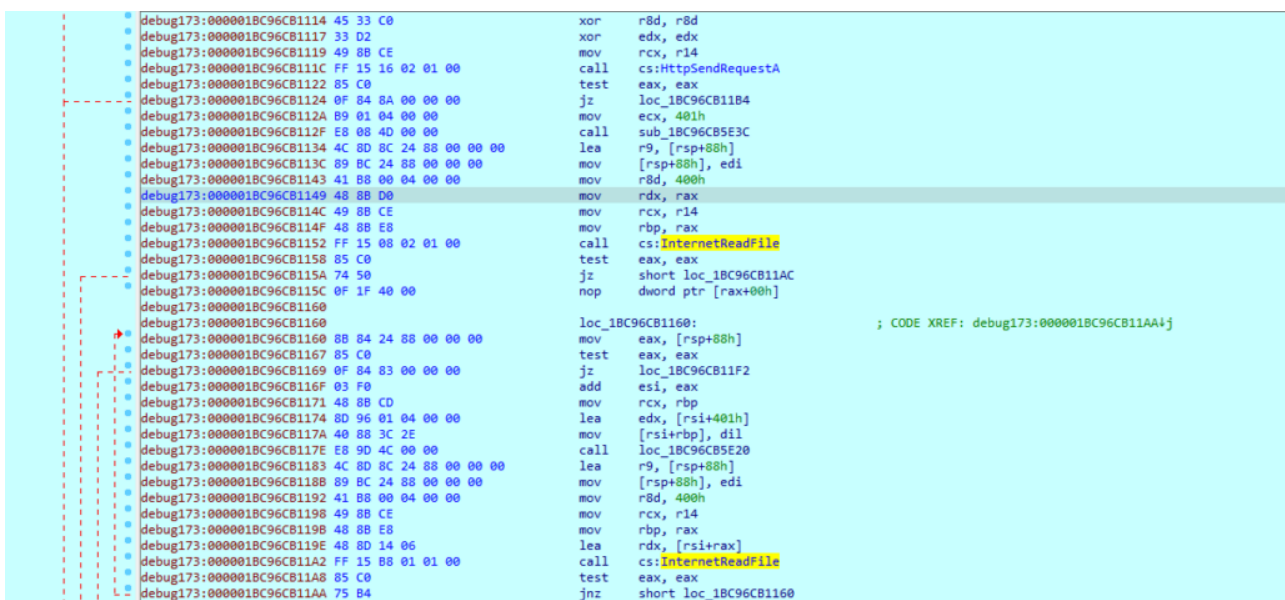 debug173:000001BC96CB1114 45 33 C0 xor r8d, r8d
debug173:000001BC96CB1117 33 D2 xor edx, edx
debug173:000001BC96CB1119 49 8B CE mov rcx, r14
debug173:000001BC96CB111C FF 15 16 02 01 00 call cs:HttpSendRequestA
debug173:000001BC96CB1122 85 C0 test eax, eax
debug173:000001BC96CB1124 0F 84 8A 00 00 00 jz loc_1BC96CB11B4
debug173:000001BC96CB112A B9 01 04 00 00 mov ecx, 401h
debug173:000001BC96CB112F E8 08 4D 00 00 call sub_1BC96CB5E3C
debug173:000001BC96CB1134 4C 8D 8C 24 88 00 00 00 lea r9, [rsp+88h]
debug173:000001BC96CB113C 89 BC 24 88 00 00 00 mov [rsp+88h], edi
debug173:000001BC96CB1143 41 B8 00 04 00 00 mov r8d, 400h
debug173:000001BC96CB1149 48 8B D0 mov rdx, rax
debug173:000001BC96CB114C 49 8B CE mov rcx, r14
debug173:000001BC96CB114F 48 8B E8 mov rbp, rax
debug173:000001BC96CB1152 FF 15 08 02 01 00 call cs:InternetReadFile
debug173:000001BC96CB1158 85 C0 test eax, eax
debug173:000001BC96CB115A 74 50 jz short loc_1BC96CB11AC
debug173:000001BC96CB115C 0F 1F 40 00 nop dword ptr [rax+00h]
debug173:000001BC96CB1160
debug173:000001BC96CB1160 loc_1BC96CB1160: ; CODE XREF: debug173:000001BC96CB11AA↓j
debug173:000001BC96CB1160 8B 84 24 88 00 00 00 mov eax, [rsp+88h]
debug173:000001BC96CB1167 85 C0 test eax, eax
debug173:000001BC96CB1169 0F 84 83 00 00 00 jz loc_1BC96CB11F2
debug173:000001BC96CB116F 03 F0 add esi, eax
debug173:000001BC96CB1171 48 8B CD mov rcx, rbp
debug173:000001BC96CB1174 8D 96 01 04 00 00 lea edx, [rsi+401h]
debug173:000001BC96CB117A 40 88 3C 2E mov [rsi+rbp], dil
debug173:000001BC96CB117E E8 9D 4C 00 00 call loc_1BC96CB5E20
debug173:000001BC96CB1183 4C 8D 8C 24 88 00 00 00 lea r9, [rsp+88h]
debug173:000001BC96CB118B 89 BC 24 88 00 00 00 mov [rsp+88h], edi
debug173:000001BC96CB1192 41 B8 00 04 00 00 mov r8d, 400h
debug173:000001BC96CB1198 49 8B CE mov rcx, r14
debug173:000001BC96CB119B 48 8B E8 mov rbp, rax
debug173:000001BC96CB119E 48 8D 14 06 lea rdx, [rsi+rax]
debug173:000001BC96CB11A2 FF 15 B8 01 01 00 call cs:InternetReadFile
debug173:000001BC96CB11A8 85 C0 test eax, eax
debug173:000001BC96CB11AA 75 B4 jnz short loc_1BC96CB1160